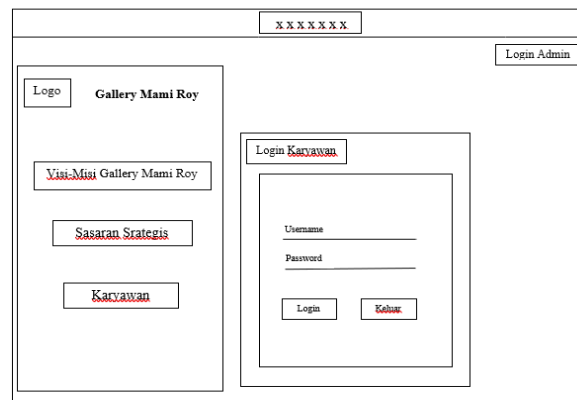 x x x x x x x
Login Admin
Logo
Gallery Mami Roy
Visi-Misi Gallery Mami Roy
Sasaran Srategis
Karyawan
Login Karyawan
Username
Password
Login
Keluar